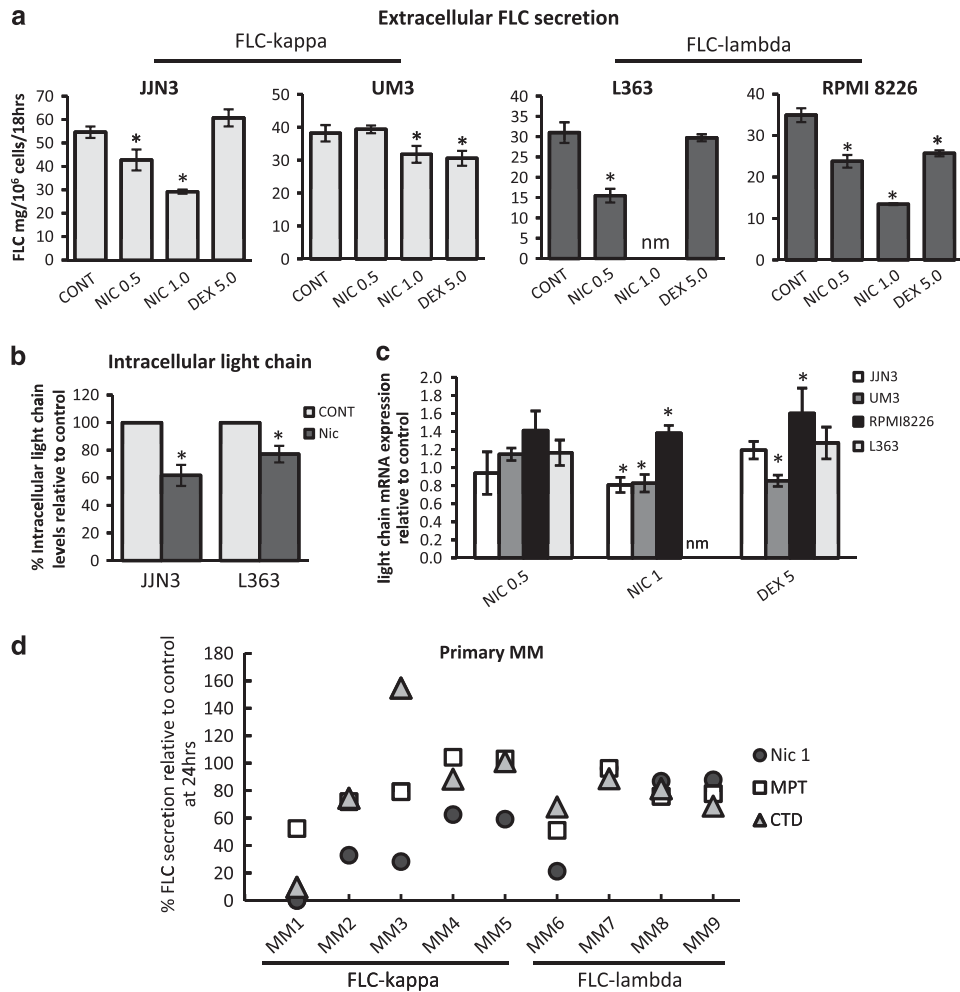 a
Extracellular FLC secretion
FLC-kappa
FLC-lambda
JJN3
UM3
L363
RPMI 8226
FLC mg/10⁶ cells/18hrs
70
60
50
40
30
20
10
0
*
*
CONT
NIC 0.5
NIC 1.0
DEX 5.0
50
40
30
20
10
0
*
*
CONT
NIC 0.5
NIC 1.0
DEX 5.0
40
35
30
25
20
15
10
5
0
*
nm
CONT
NIC 0.5
NIC 1.0
DEX 5.0
40
30
20
10
0
*
*
*
CONT
NIC 0.5
NIC 1.0
DEX 5.0
b
Intracellular light chain
% Intracellular light chain
levels relative to control
120
100
80
60
40
20
0
*
*
CONT
Nic
JJN3
L363
c
light chain mRNA expression
relative to control
2.0
1.8
1.6
1.4
1.2
1.0
0.8
0.6
0.4
0.2
0.0
*
*
*
nm
*
*
JJN3
UM3
RPMI8226
L363
NIC 0.5
NIC 1
DEX 5
d
Primary MM
% FLC secretion relative to control
at 24hrs
180
160
140
120
100
80
60
40
20
0
Nic 1
MPT
CTD
MM1
MM2
MM3
MM4
MM5
MM6
MM7
MM8
MM9
FLC-kappa
FLC-lambda